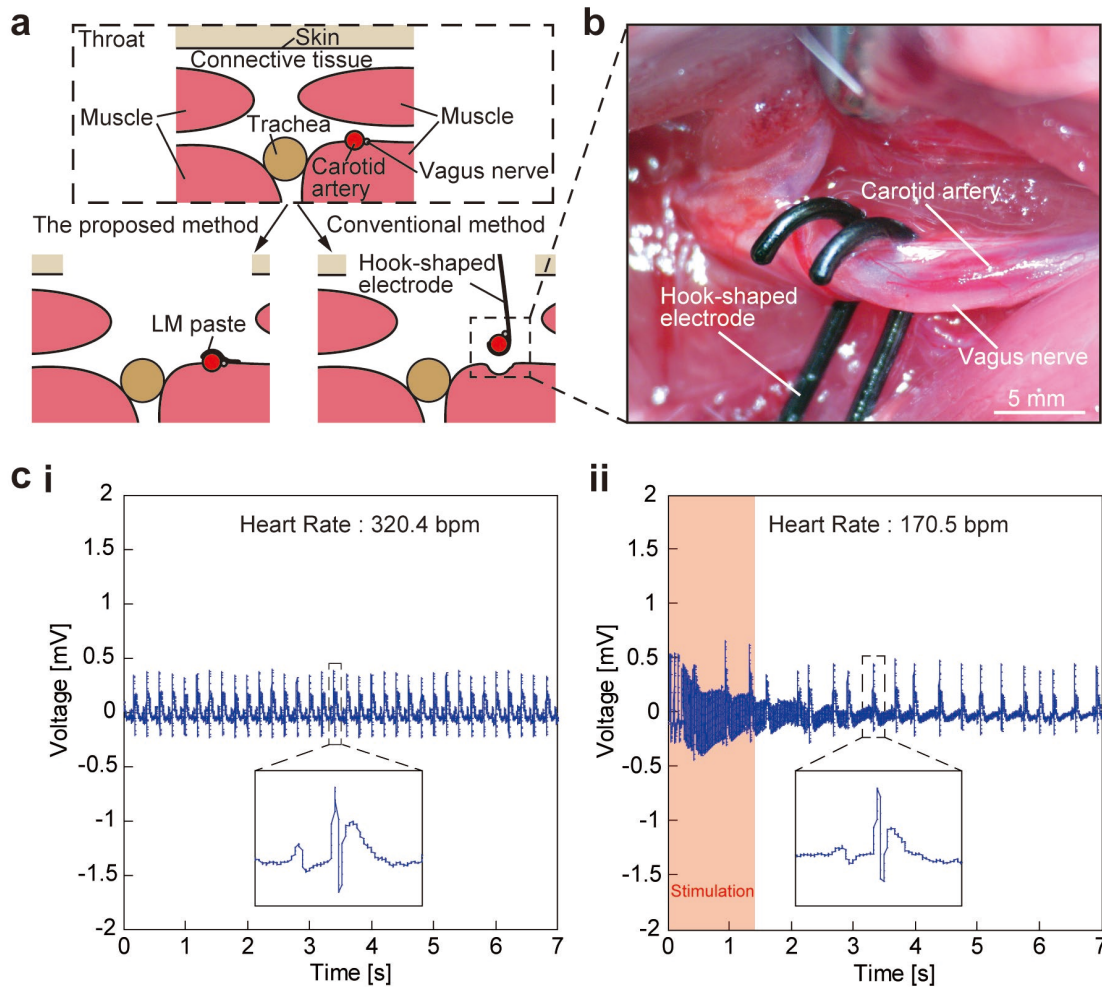 a
Throat
Skin
Connective tissue
Muscle
Trachea
Muscle
Carotid
artery
Vagus nerve
The proposed method
Conventional method
Hook-shaped
electrode
LM paste
b
Carotid artery
Hook-shaped
electrode
Vagus nerve
5 mm
c i
Heart Rate : 320.4 bpm
Voltage [mV]
2
1.5
1
0.5
0
-0.5
-1
-1.5
-2
0 1 2 3 4 5 6 7
Time [s]
ii
Heart Rate : 170.5 bpm
Voltage [mV]
2
1.5
1
0.5
0
-0.5
-1
-1.5
-2
Stimulation
0 1 2 3 4 5 6 7
Time [s]